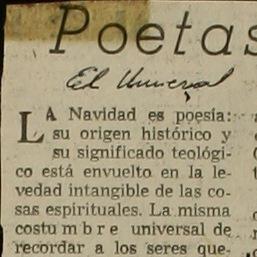 Poetas
El Universal
LA Navidad es poesía:
su origen histórico y
su significado teológi-
co está envuelto en la le-
vedad intangible de las co-
sas espirituales. La misma
costumbre universal de
recordar a los seres que-